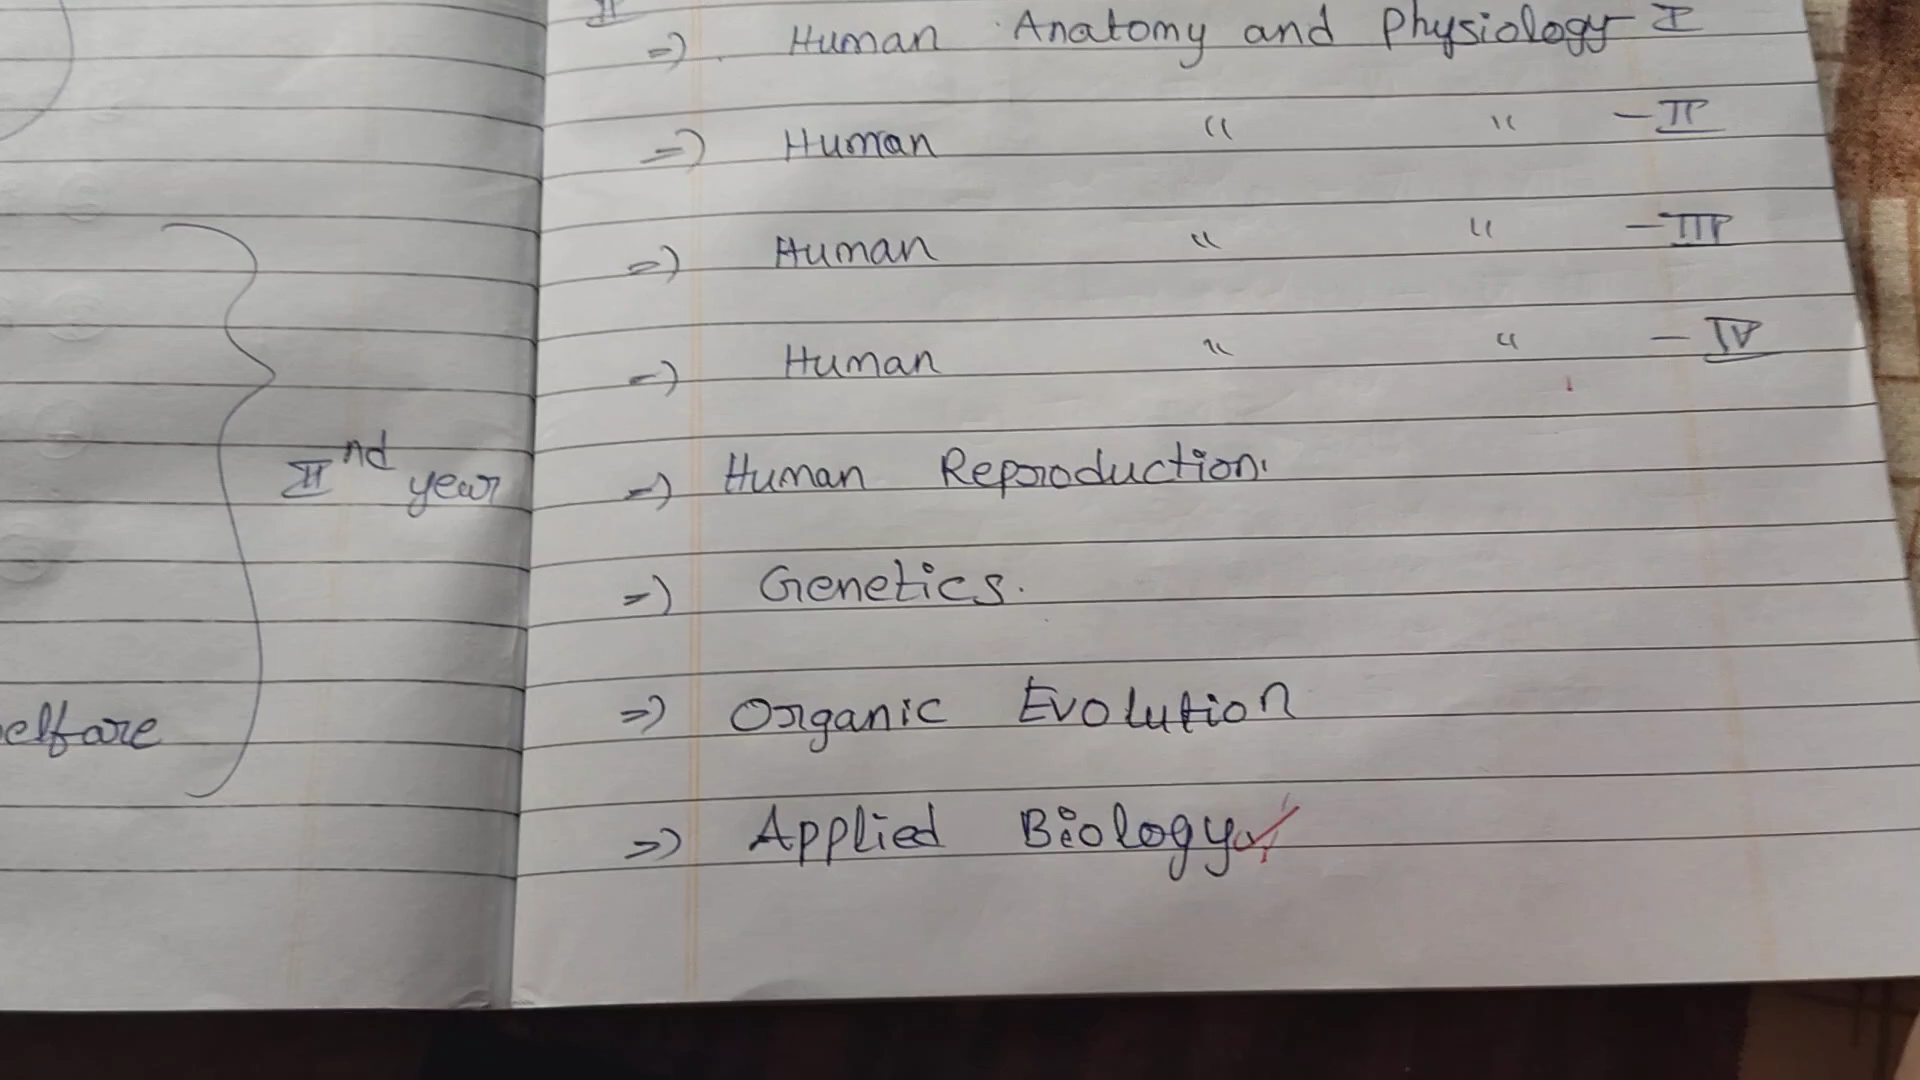 IInd year
elfare
II
=> Human Anatomy and Physiology - I
=> Human " " - II
=> Human " " - III
=> Human " " - IV
=> Human Reproduction.
=> Genetics.
=> Organic Evolution
=> Applied Biology